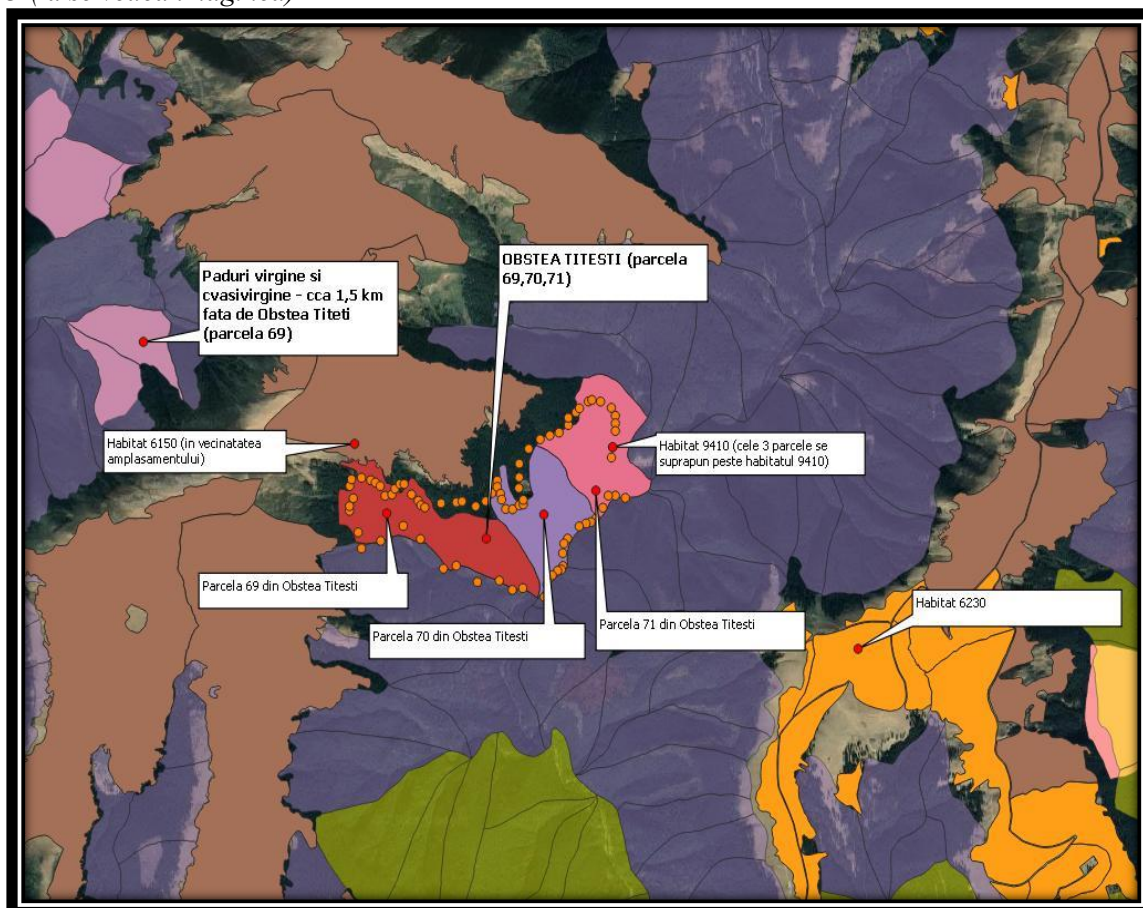 OBSTEA TITESTI (parcela
69,70,71)
Paduri virgine si
cvasivirgine - cca 1,5 km
fata de Obstea Titeti
(parcela 69)
Habitat 6150 (in vecinatatea
amplasamentului)
Habitat 9410 (cele 3 parcele se
suprapun peste habitatul 9410)
Parcela 69 din Obstea Titesti
Parcela 70 din Obstea Titesti
Parcela 71 din Obstea Titesti
Habitat 6230